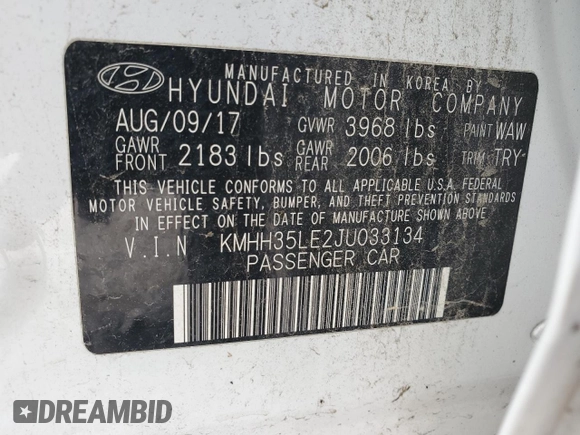 MANUFACTURED IN KOREA BY
HYUNDAI MOTOR COMPANY
AUG/09/17 GVWR 3968 lbs PAINT WAW
GAWR FRONT 2183 lbs GAWR REAR 2006 lbs TRIM TRY
THIS VEHICLE CONFORMS TO ALL APPLICABLE U.S.A. FEDERAL
MOTOR VEHICLE SAFETY, BUMPER, AND THEFT PREVENTION STANDARDS
IN EFFECT ON THE DATE OF MANUFACTURE SHOWN ABOVE.
V.I.N KMHH35LE2JU033134
PASSENGER CAR
DREAMBID